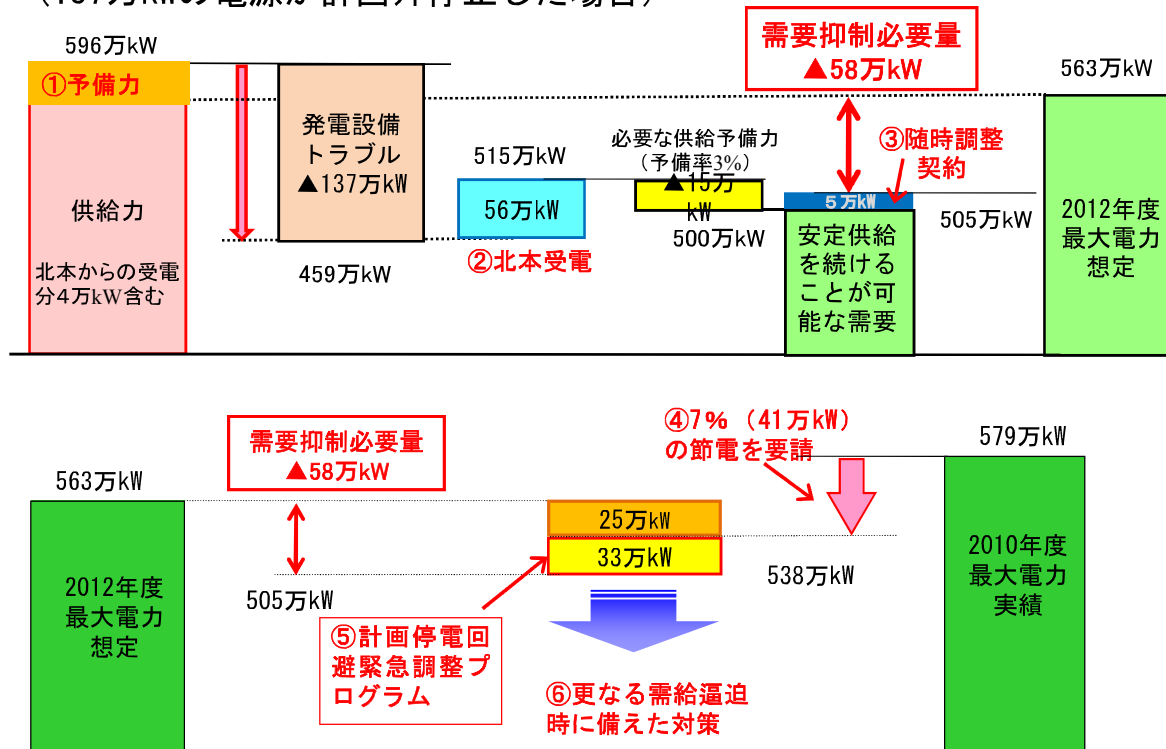 596万kW
①予備力
供給力
北本からの受電
分4万kW含む
発電設備
トラブル
▲137万kW
459万kW
515万kW
56万kW
②北本受電
必要な供給予備力
(予備率3%)
▲15万
kW
500万kW
需要抑制必要量
▲58万kW
③随時調整
契約
5万kW
505万kW
安定供給
を続ける
ことが可
能な需要
563万kW
2012年度
最大電力
想定
563万kW
2012年度
最大電力
想定
需要抑制必要量
▲58万kW
505万kW
⑤計画停電回
避緊急調整プ
ログラム
25万kW
33万kW
⑥更なる需給逼迫
時に備えた対策
④7%(41万kW)
の節電を要請
538万kW
579万kW
2010年度
最大電力
実績